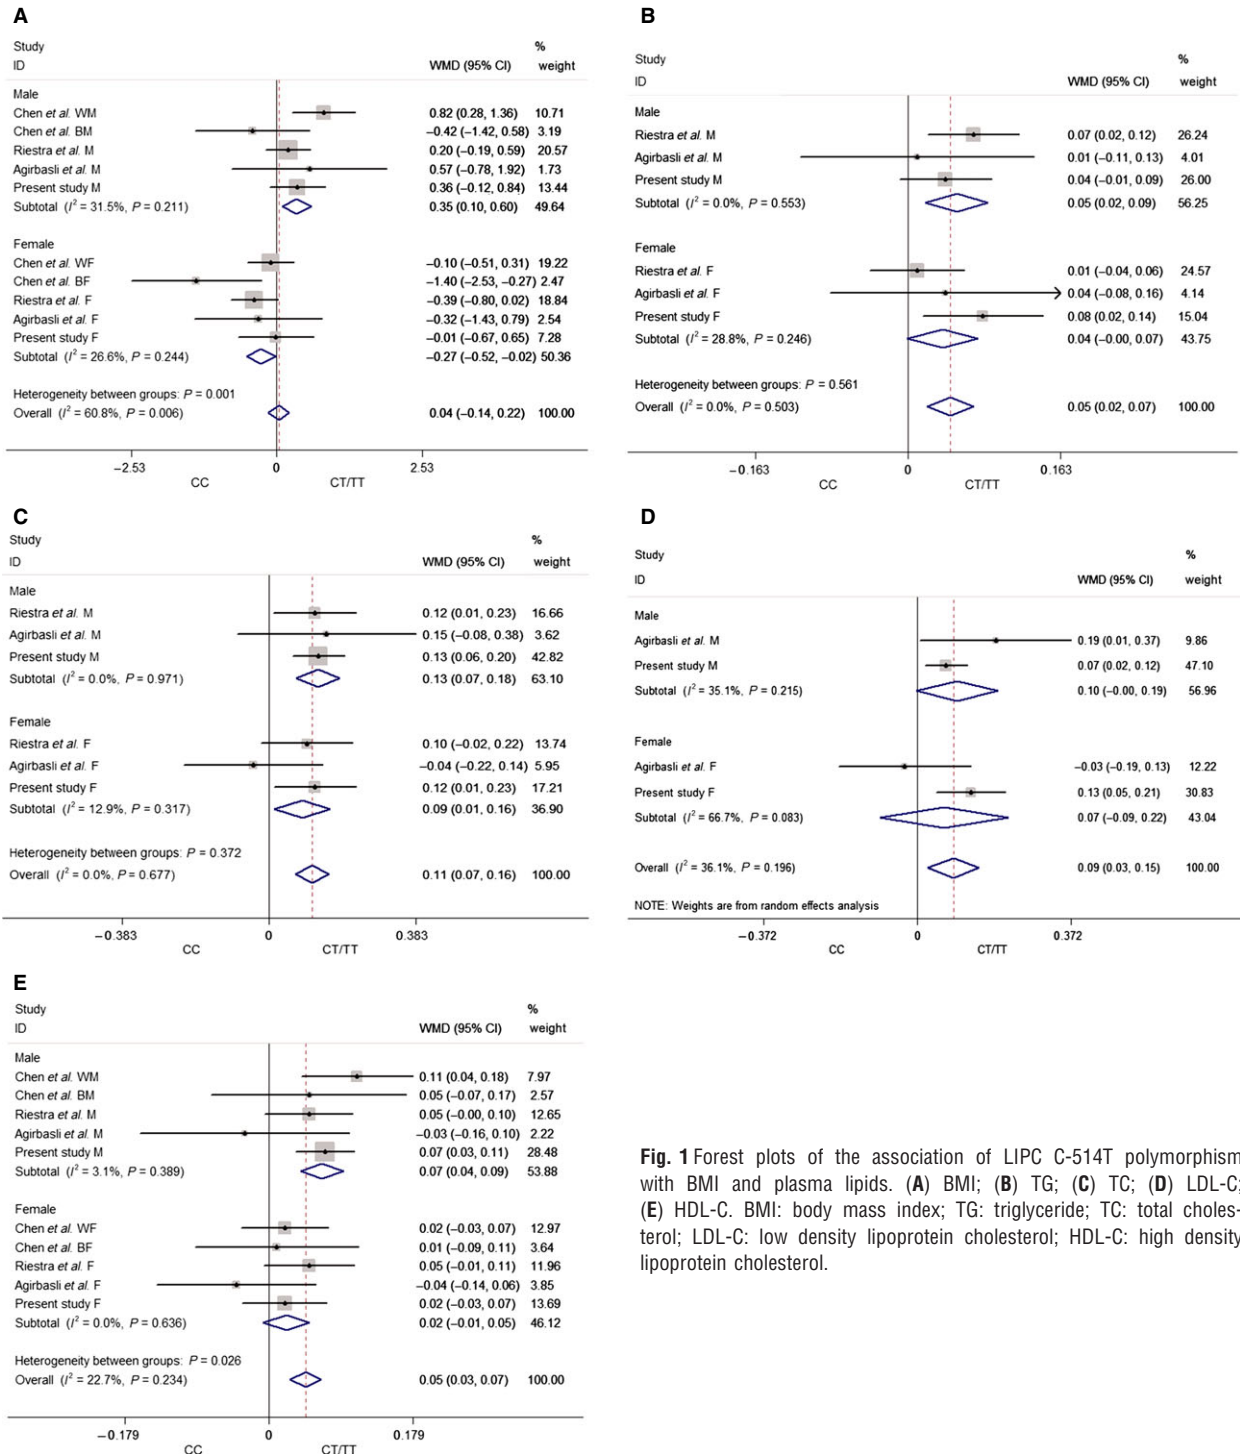 A
Study %
ID WMD (95% CI) weight
Male
Chen et al. WM 0.82 (0.28, 1.36) 10.71
Chen et al. BM −0.42 (−1.42, 0.58) 3.19
Riestra et al. M 0.20 (−0.19, 0.59) 20.57
Agirbasli et al. M 0.57 (−0.78, 1.92) 1.73
Present study M 0.36 (−0.12, 0.84) 13.44
Subtotal (I² = 31.5%, P = 0.211) 0.35 (0.10, 0.60) 49.64
Female
Chen et al. WF −0.10 (−0.51, 0.31) 19.22
Chen et al. BF −1.40 (−2.53, −0.27) 2.47
Riestra et al. F −0.39 (−0.80, 0.02) 18.84
Agirbasli et al. F −0.32 (−1.43, 0.79) 2.54
Present study F −0.01 (−0.67, 0.65) 7.28
Subtotal (I² = 26.6%, P = 0.244) −0.27 (−0.52, −0.02) 50.36
Heterogeneity between groups: P = 0.001
Overall (I² = 60.8%, P = 0.006) 0.04 (−0.14, 0.22) 100.00
−2.53 0 2.53
CC CT/TT
B
Study %
ID WMD (95% CI) weight
Male
Riestra et al. M 0.07 (0.02, 0.12) 26.24
Agirbasli et al. M 0.01 (−0.11, 0.13) 4.01
Present study M 0.04 (−0.01, 0.09) 26.00
Subtotal (I² = 0.0%, P = 0.553) 0.05 (0.02, 0.09) 56.25
Female
Riestra et al. F 0.01 (−0.04, 0.06) 24.57
Agirbasli et al. F 0.04 (−0.08, 0.16) 4.14
Present study F 0.08 (0.02, 0.14) 15.04
Subtotal (I² = 28.8%, P = 0.246) 0.04 (−0.00, 0.07) 43.75
Heterogeneity between groups: P = 0.561
Overall (I² = 0.0%, P = 0.503) 0.05 (0.02, 0.07) 100.00
−0.163 0 0.163
CC CT/TT
C
Study %
ID WMD (95% CI) weight
Male
Riestra et al. M 0.12 (0.01, 0.23) 16.66
Agirbasli et al. M 0.15 (−0.08, 0.38) 3.62
Present study M 0.13 (0.06, 0.20) 42.82
Subtotal (I² = 0.0%, P = 0.971) 0.13 (0.07, 0.18) 63.10
Female
Riestra et al. F 0.10 (−0.02, 0.22) 13.74
Agirbasli et al. F −0.04 (−0.22, 0.14) 5.95
Present study F 0.12 (0.01, 0.23) 17.21
Subtotal (I² = 12.9%, P = 0.317) 0.09 (0.01, 0.16) 36.90
Heterogeneity between groups: P = 0.372
Overall (I² = 0.0%, P = 0.677) 0.11 (0.07, 0.16) 100.00
−0.383 0 0.383
CC CT/TT
D
Study %
ID WMD (95% CI) weight
Male
Agirbasli et al. M 0.19 (0.01, 0.37) 9.86
Present study M 0.07 (0.02, 0.12) 47.10
Subtotal (I² = 35.1%, P = 0.215) 0.10 (−0.00, 0.19) 56.96
Female
Agirbasli et al. F −0.03 (−0.19, 0.13) 12.22
Present study F 0.13 (0.05, 0.21) 30.83
Subtotal (I² = 66.7%, P = 0.083) 0.07 (−0.09, 0.22) 43.04
Overall (I² = 36.1%, P = 0.196) 0.09 (0.03, 0.15) 100.00
NOTE: Weights are from random effects analysis
−0.372 0 0.372
CC CT/TT
E
Study %
ID WMD (95% CI) weight
Male
Chen et al. WM 0.11 (0.04, 0.18) 7.97
Chen et al. BM 0.05 (−0.07, 0.17) 2.57
Riestra et al. M 0.05 (−0.00, 0.10) 12.65
Agirbasli et al. M −0.03 (−0.16, 0.10) 2.22
Present study M 0.07 (0.03, 0.11) 28.48
Subtotal (I² = 3.1%, P = 0.389) 0.07 (0.04, 0.09) 53.88
Female
Chen et al. WF 0.02 (−0.03, 0.07) 12.97
Chen et al. BF 0.01 (−0.09, 0.11) 3.64
Riestra et al. F 0.05 (−0.01, 0.11) 11.96
Agirbasli et al. F −0.04 (−0.14, 0.06) 3.85
Present study F 0.02 (−0.03, 0.07) 13.69
Subtotal (I² = 0.0%, P = 0.636) 0.02 (−0.01, 0.05) 46.12
Heterogeneity between groups: P = 0.026
Overall (I² = 22.7%, P = 0.234) 0.05 (0.03, 0.07) 100.00
−0.179 0 0.179
CC CT/TT
Fig. 1 Forest plots of the association of LIPC C-514T polymorphism
with BMI and plasma lipids. (A) BMI; (B) TG; (C) TC; (D) LDL-C;
(E) HDL-C. BMI: body mass index; TG: triglyceride; TC: total choles-
terol; LDL-C: low density lipoprotein cholesterol; HDL-C: high density
lipoprotein cholesterol.